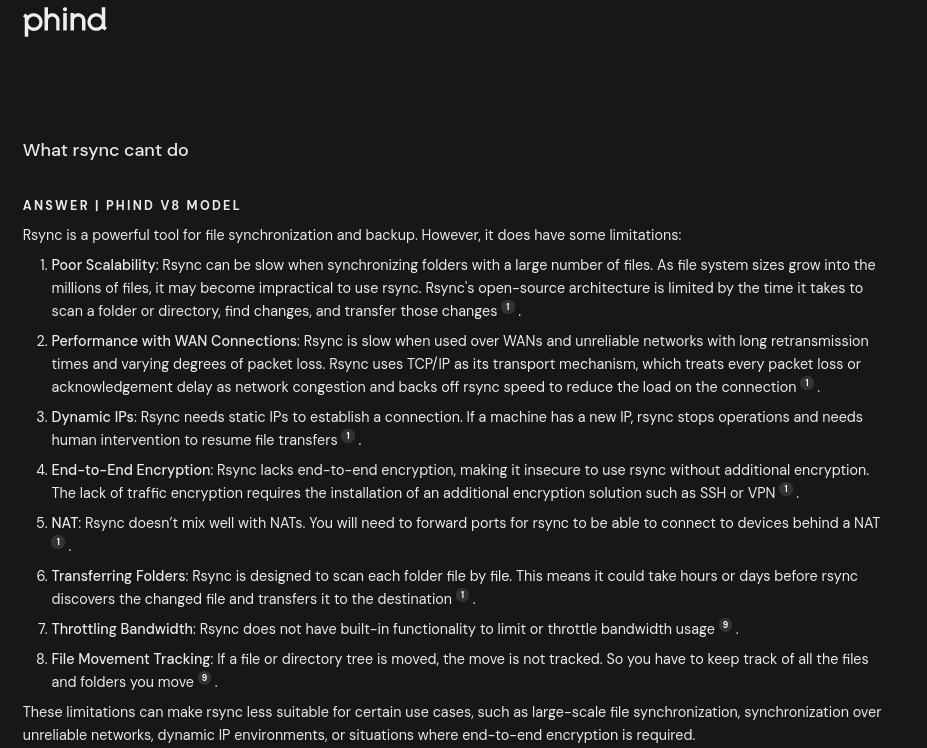 phind
What rsync cant do
ANSWER | PHIND V8 MODEL
Rsync is a powerful tool for file synchronization and backup. However, it does have some limitations:
1. Poor Scalability: Rsync can be slow when synchronizing folders with a large number of files. As file system sizes grow into the
millions of files, it may become impractical to use rsync. Rsync's open-source architecture is limited by the time it takes to
scan a folder or directory, find changes, and transfer those changes 1 .
2. Performance with WAN Connections: Rsync is slow when used over WANs and unreliable networks with long retransmission
times and varying degrees of packet loss. Rsync uses TCP/IP as its transport mechanism, which treats every packet loss or
acknowledgement delay as network congestion and backs off rsync speed to reduce the load on the connection 1 .
3. Dynamic IPs: Rsync needs static IPs to establish a connection. If a machine has a new IP, rsync stops operations and needs
human intervention to resume file transfers 1 .
4. End-to-End Encryption: Rsync lacks end-to-end encryption, making it insecure to use rsync without additional encryption.
The lack of traffic encryption requires the installation of an additional encryption solution such as SSH or VPN 1 .
5. NAT: Rsync doesn’t mix well with NATs. You will need to forward ports for rsync to be able to connect to devices behind a NAT
1 .
6. Transferring Folders: Rsync is designed to scan each folder file by file. This means it could take hours or days before rsync
discovers the changed file and transfers it to the destination 1 .
7. Throttling Bandwidth: Rsync does not have built-in functionality to limit or throttle bandwidth usage 9 .
8. File Movement Tracking: If a file or directory tree is moved, the move is not tracked. So you have to keep track of all the files
and folders you move 9 .
These limitations can make rsync less suitable for certain use cases, such as large-scale file synchronization, synchronization over
unreliable networks, dynamic IP environments, or situations where end-to-end encryption is required.